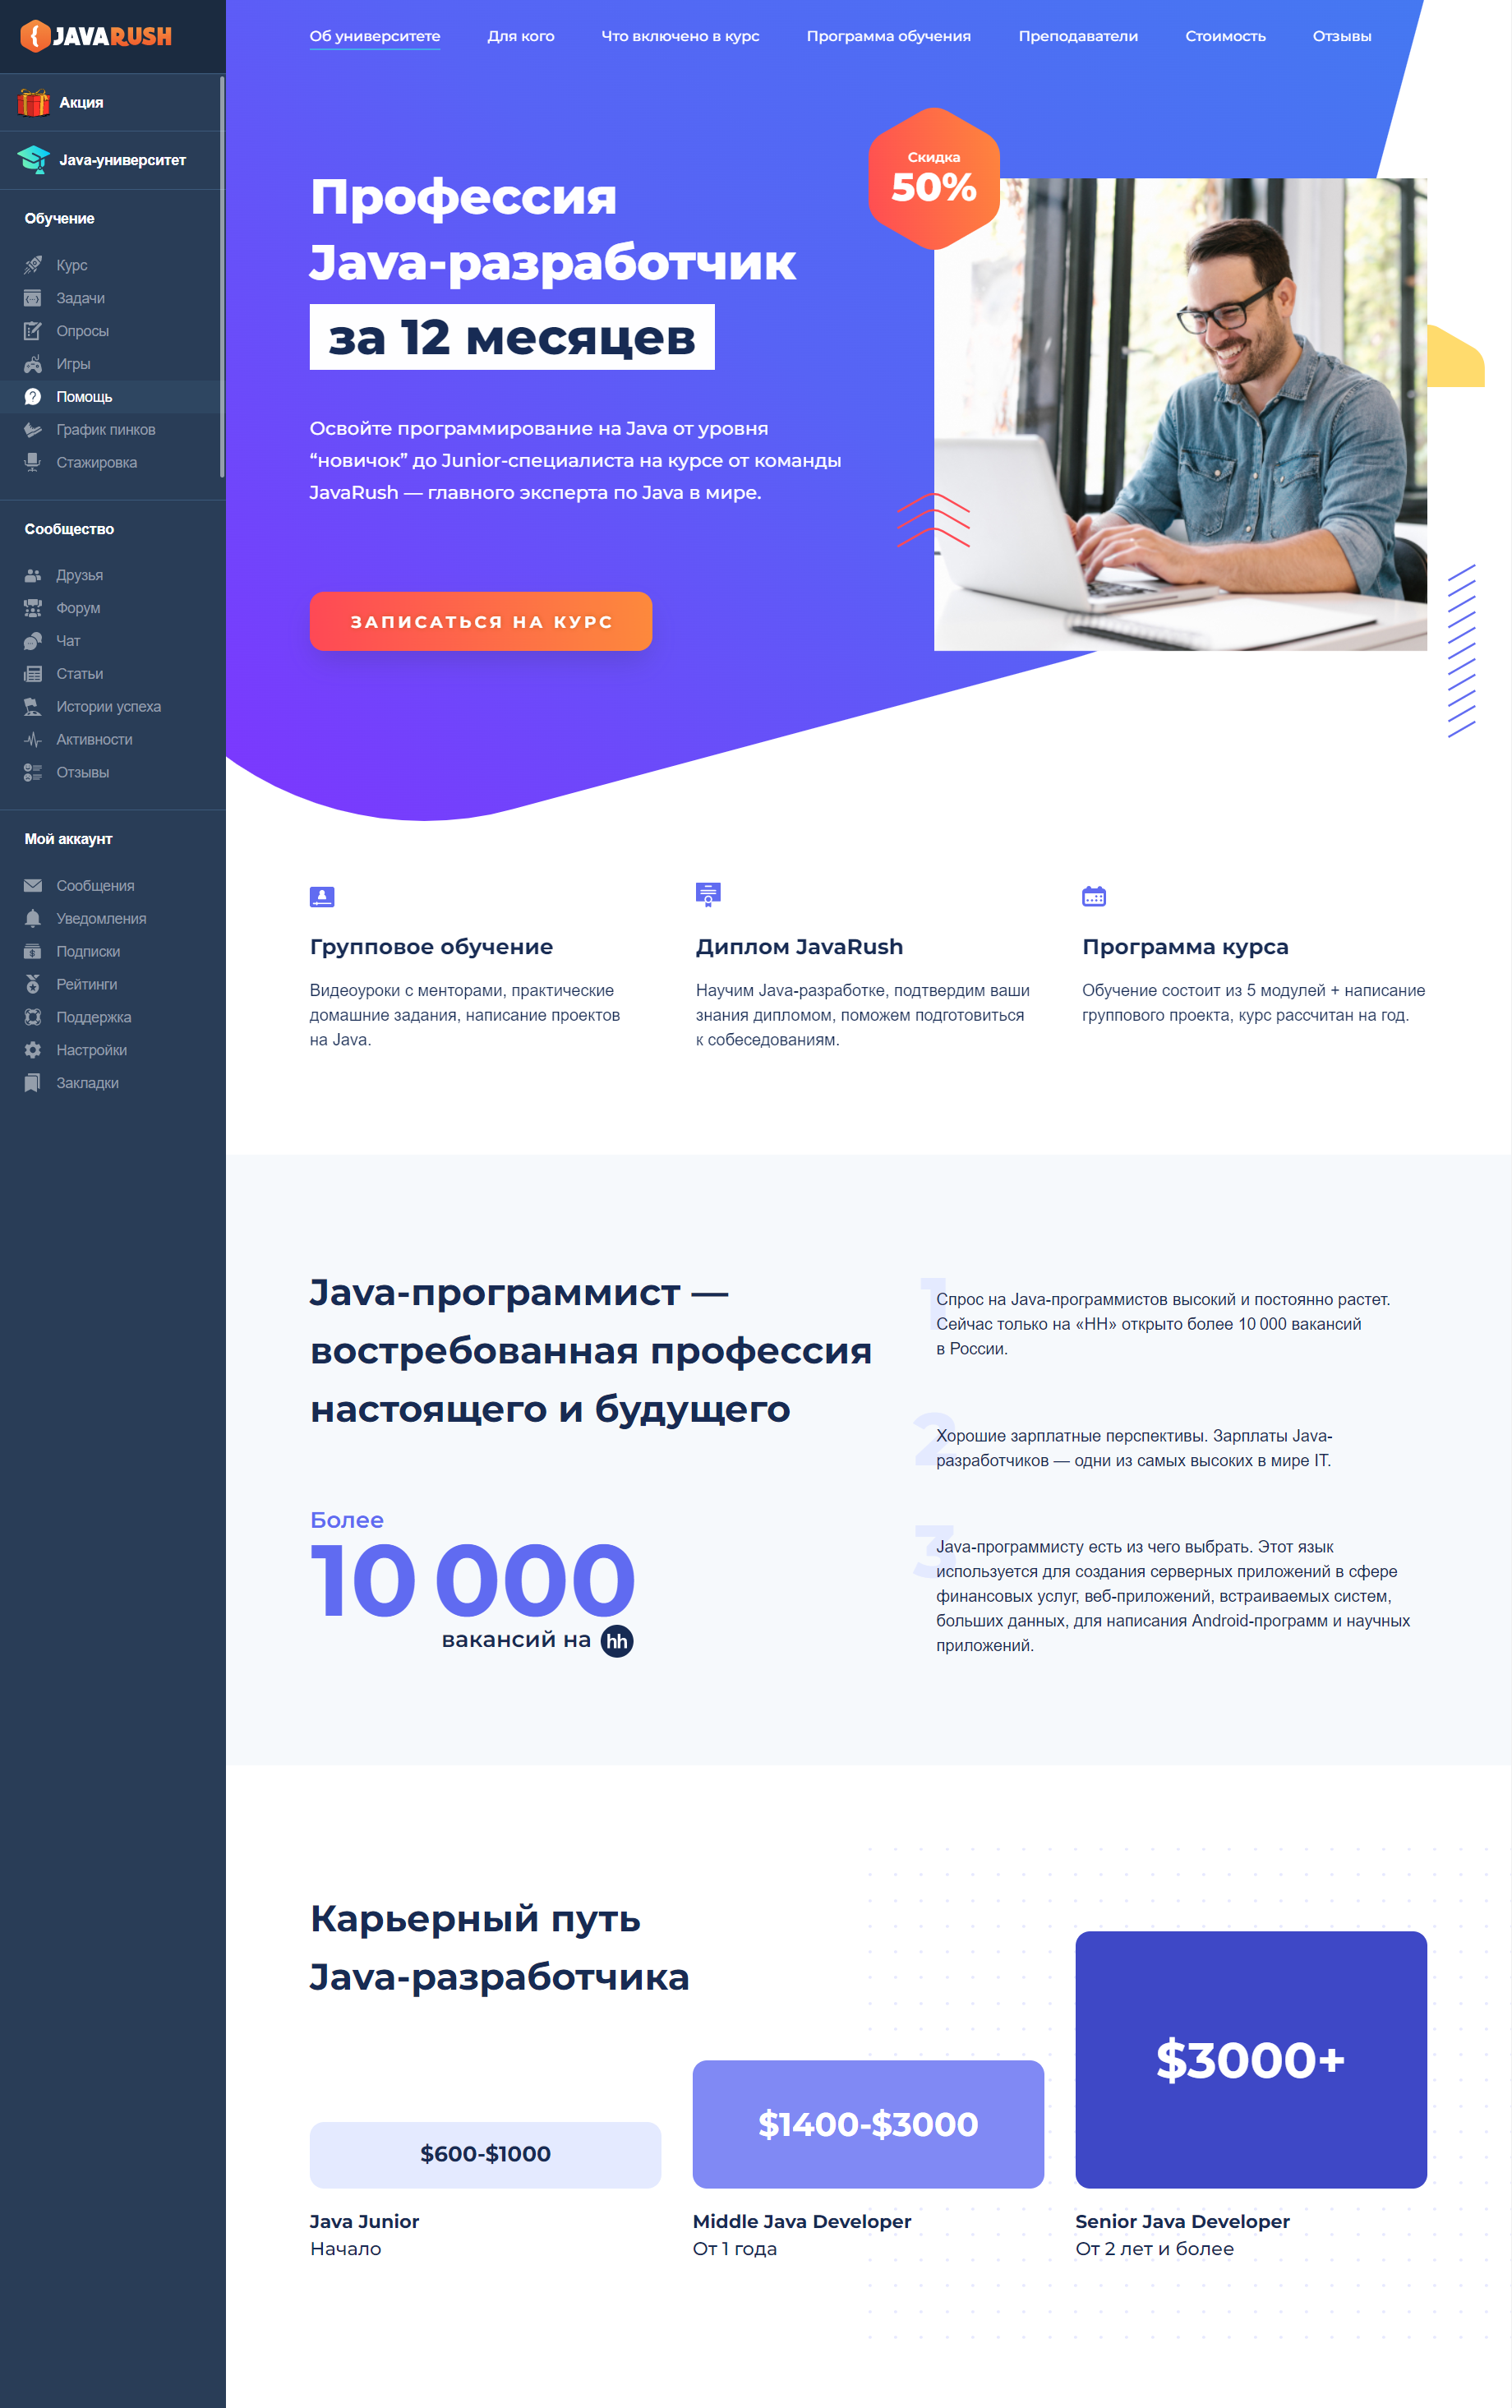 JAVARUSH
Акция
Java-университет
Обучение
Курс
Задачи
Опросы
Игры
Помощь
График пинков
Стажировка
Сообщество
Друзья
Форум
Чат
Статьи
Истории успеха
Активности
Отзывы
Мой аккаунт
Сообщения
Уведомления
Подписки
Рейтинги
Поддержка
Настройки
Закладки
Об университете
Для кого
Что включено в курс
Программа обучения
Преподаватели
Стоимость
Отзывы
Скидка
50%
Профессия
Java-разработчик
за 12 месяцев
Освойте программирование на Java от уровня
“новичок” до Junior-специалиста на курсе от команды
JavaRush — главного эксперта по Java в мире.
ЗАПИСАТЬСЯ НА КУРС
Групповое обучение
Видеоуроки с менторами, практические
домашние задания, написание проектов
на Java.
Диплом JavaRush
Научим Java-разработке, подтвердим ваши
знания дипломом, поможем подготовиться
к собеседованиям.
Программа курса
Обучение состоит из 5 модулей + написание
группового проекта, курс рассчитан на год.
Java-программист —
востребованная профессия
настоящего и будущего
Более
10 000
вакансий на hh
1
Спрос на Java-программистов высокий и постоянно растет.
Сейчас только на «HH» открыто более 10 000 вакансий
в России.
2
Хорошие зарплатные перспективы. Зарплаты Java-
разработчиков — одни из самых высоких в мире IT.
3
Java-программисту есть из чего выбрать. Этот язык
используется для создания серверных приложений в сфере
финансовых услуг, веб-приложений, встраиваемых систем,
больших данных, для написания Android-программ и научных
приложений.
Карьерный путь
Java-разработчика
$600-$1000
Java Junior
Начало
$1400-$3000
Middle Java Developer
От 1 года
$3000+
Senior Java Developer
От 2 лет и более